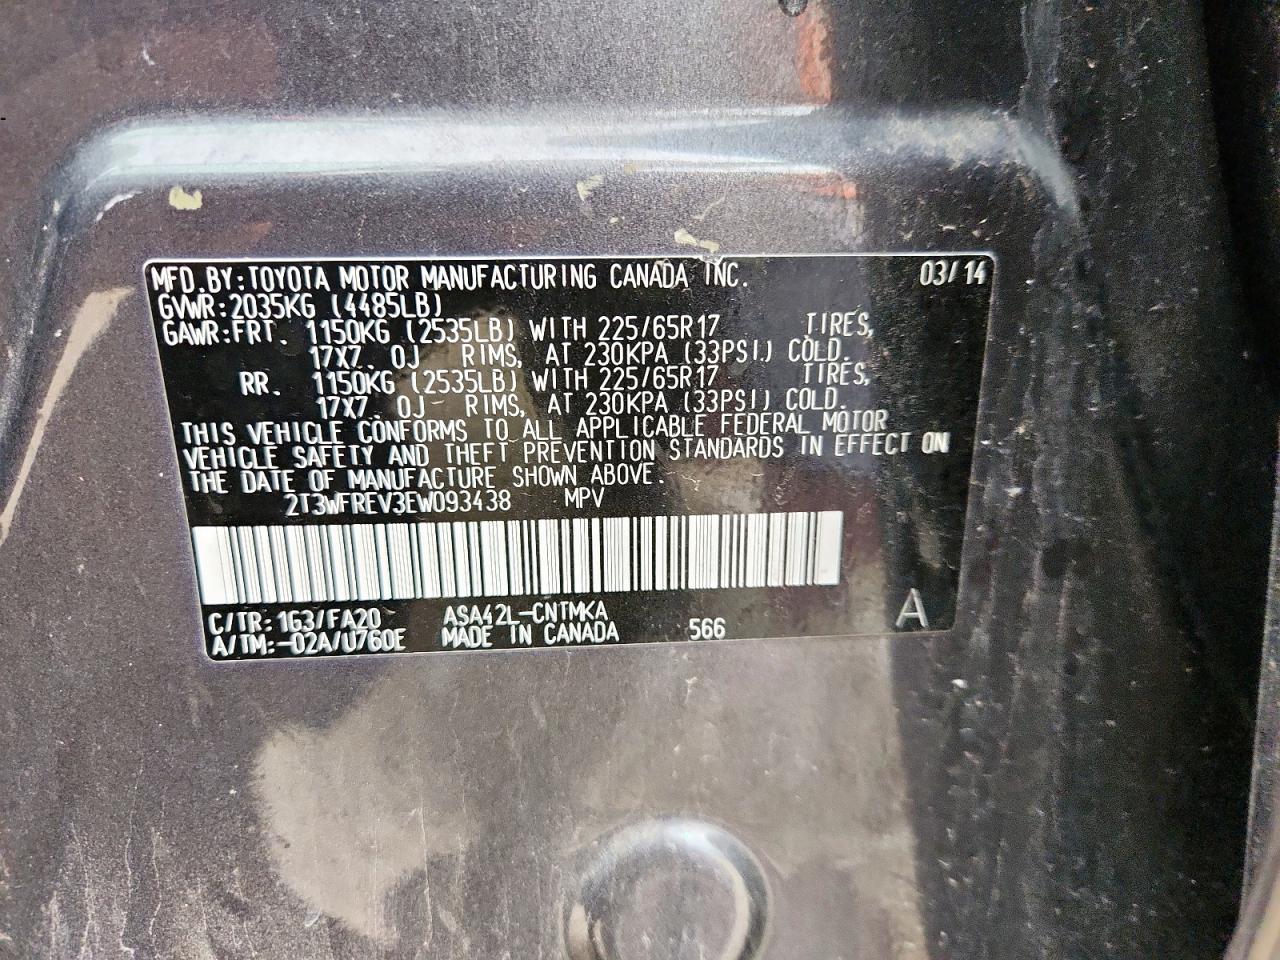 MFD.BY:TOYOTA MOTOR MANUFACTURING CANADA INC. 03/14
GVWR:2035KG (4485LB)
GAWR:FRT. 1150KG (2535LB) WITH 225/65R17 TIRES,
17X7. 0J RIMS, AT 230KPA (33PSI) COLD.
RR. 1150KG (2535LB) WITH 225/65R17 TIRES,
17X7. 0J RIMS, AT 230KPA (33PSI) COLD.
THIS VEHICLE CONFORMS TO ALL APPLICABLE FEDERAL MOTOR
VEHICLE SAFETY AND THEFT PREVENTION STANDARDS IN EFFECT ON
THE DATE OF MANUFACTURE SHOWN ABOVE.
2T3WFREV3EW093438 MPV
C/TR: 1G3/FA20 ASA42L-CNTMKA
A/TM:-02A/U760E MADE IN CANADA 566 A